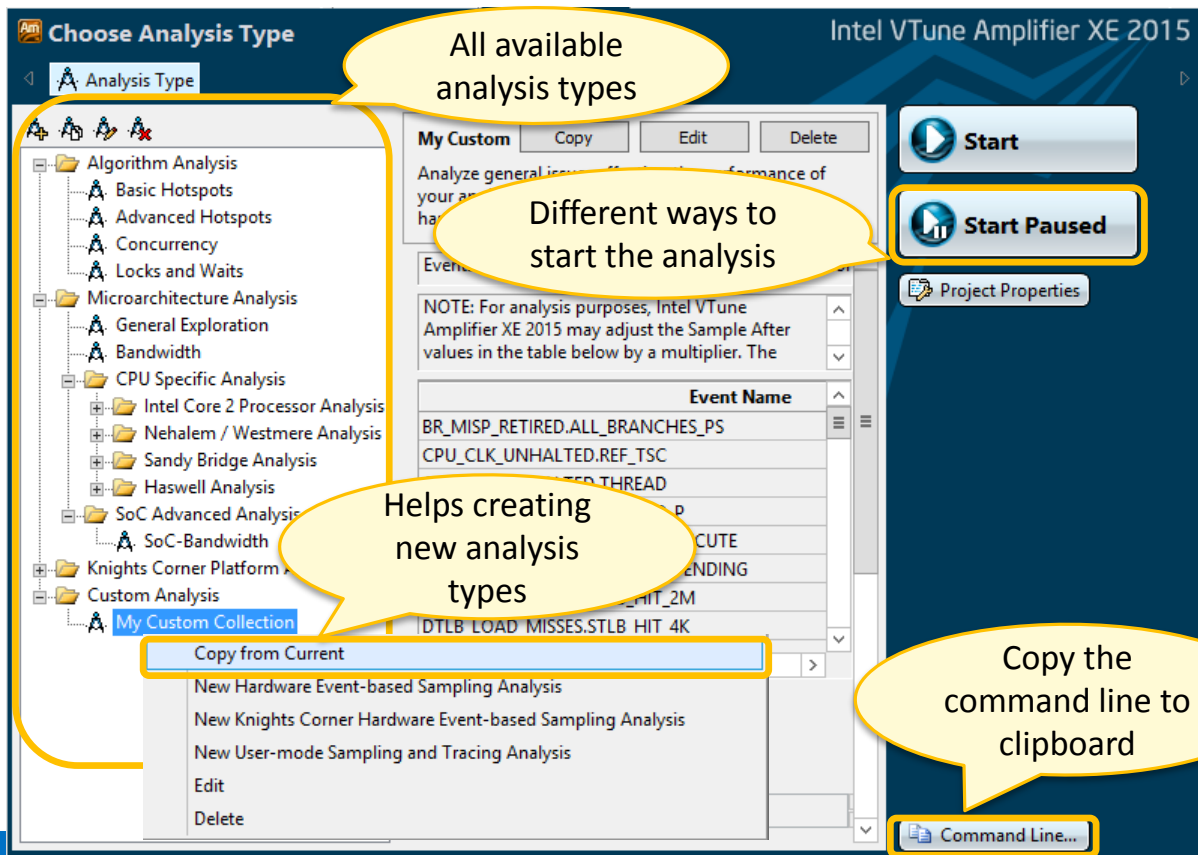 Choose Analysis Type
Intel VTune Amplifier XE 2015
Analysis Type
All available
analysis types
Algorithm Analysis
Basic Hotspots
Advanced Hotspots
Concurrency
Locks and Waits
Microarchitecture Analysis
General Exploration
Bandwidth
CPU Specific Analysis
Intel Core 2 Processor Analysis
Nehalem / Westmere Analysis
Sandy Bridge Analysis
Haswell Analysis
SoC Advanced Analysis
SoC-Bandwidth
Knights Corner Platform
Custom Analysis
My Custom Collection
My Custom Copy Edit Delete
Analyze general
of
your
Different ways to
start the analysis
NOTE: For analysis purposes, Intel VTune
Amplifier XE 2015 may adjust the Sample After
values in the table below by a multiplier. The
Event Name
BR_MISP_RETIRED.ALL_BRANCHES_PS
CPU_CLK_UNHALTED.REF_TSC
THREAD
HIT_2M
DTLB_LOAD_MISSES.STLB_HIT_4K
Helps creating
new analysis
types
Copy from Current
New Hardware Event-based Sampling Analysis
New Knights Corner Hardware Event-based Sampling Analysis
New User-mode Sampling and Tracing Analysis
Edit
Delete
Start
Start Paused
Project Properties
Copy the
command line to
clipboard
Command Line...